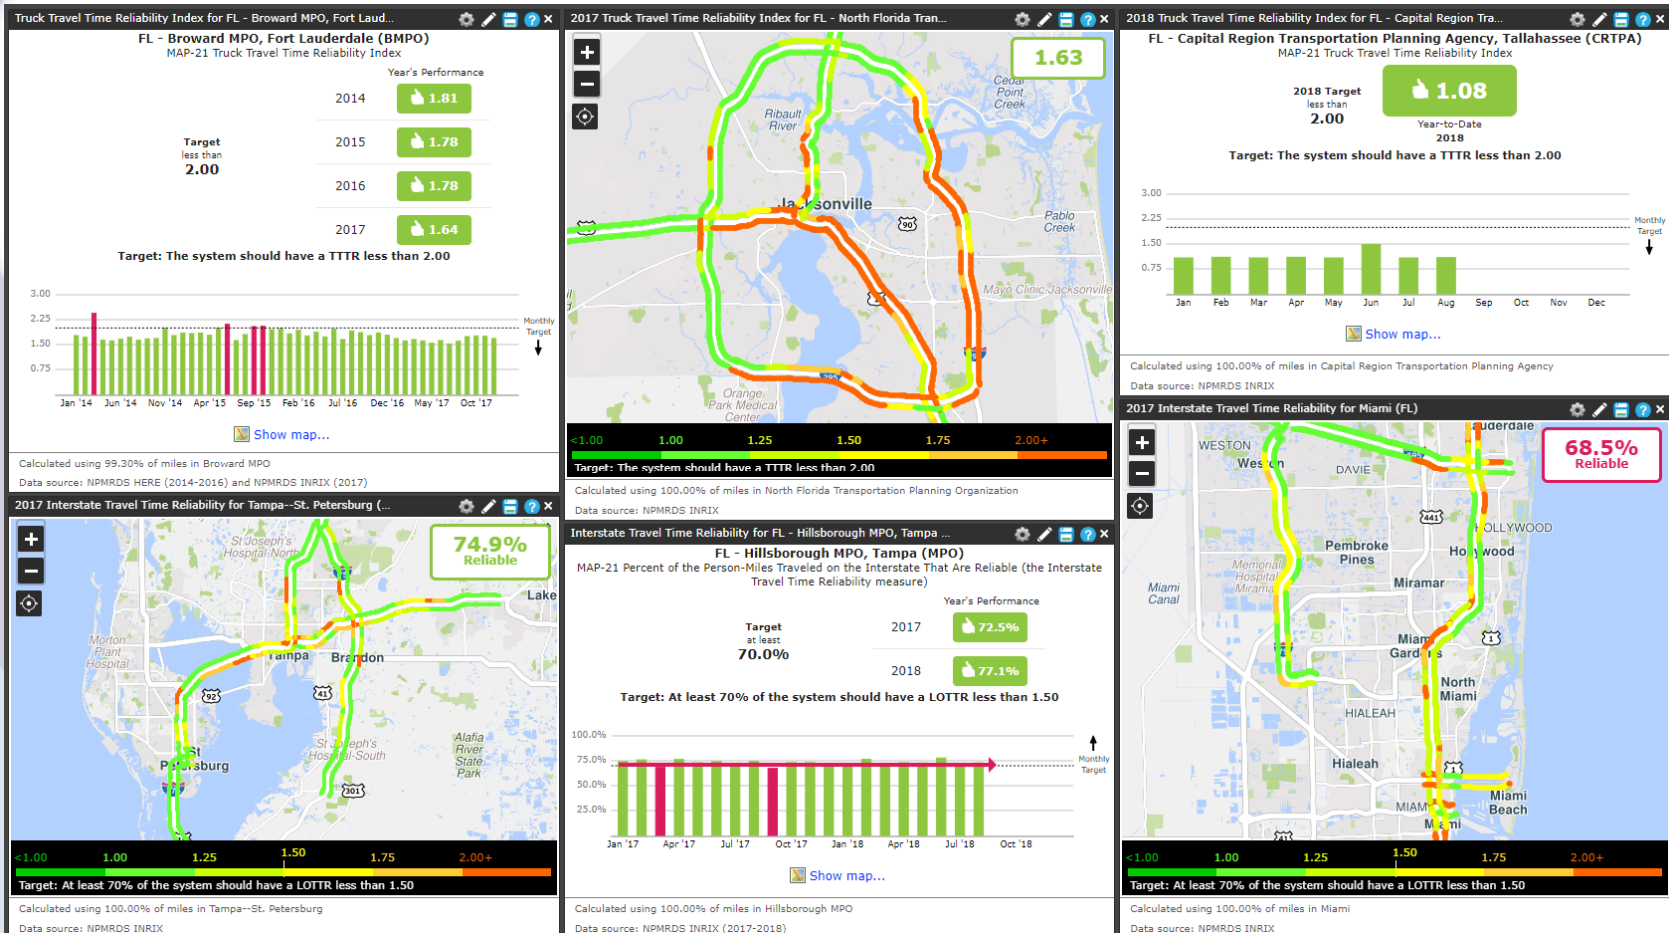 Truck Travel Time Reliability Index for FL - Broward MPO, Fort Laud...
FL - Broward MPO, Fort Lauderdale (BMPO)
MAP-21 Truck Travel Time Reliability Index
Year's Performance
2014 1.81
2015 1.78
Target
less than
2.00
2016 1.78
2017 1.64
Target: The system should have a TTTR less than 2.00
3.00
2.25
1.50
0.75
Monthly
Target
Jan '14 Jun '14 Nov '14 Apr '15 Sep '15 Feb '16 Jul '16 Dec '16 May '17 Oct '17
Show map...
Calculated using 99.30% of miles in Broward MPO
Data source: NPMRDS HERE (2014-2016) and NPMRDS INRIX (2017)
2017 Truck Travel Time Reliability Index for FL - North Florida Tran...
+
−
1.63
Cedar
Point
Creek
Ribault
River
Jacksonville
90
Pablo
Creek
Mayo Clinic-Jacksonville
295
Orange
Park Medical
Center
<1.00 1.00 1.25 1.50 1.75 2.00+
Target: The system should have a TTTR less than 2.00
Calculated using 100.00% of miles in North Florida Transportation Planning Organization
Data source: NPMRDS INRIX
2018 Truck Travel Time Reliability Index for FL - Capital Region Tra...
FL - Capital Region Transportation Planning Agency, Tallahassee (CRTPA)
MAP-21 Truck Travel Time Reliability Index
2018 Target
less than
2.00
1.08
Year-to-Date
2018
Target: The system should have a TTTR less than 2.00
3.00
2.25
1.50
0.75
Monthly
Target
Jan Feb Mar Apr May Jun Jul Aug Sep Oct Nov Dec
Show map...
Calculated using 100.00% of miles in Capital Region Transportation Planning Agency
Data source: NPMRDS INRIX
2017 Interstate Travel Time Reliability for Tampa--St. Petersburg (...
+
−
74.9%
Reliable
St Joseph's
Hospital-North
Lake
Morton
Plant Hospital
Tampa
Brandon
92
41
St Joseph's
Hospital-South
Alafia
River
State
Park
St
Petersburg
301
<1.00 1.00 1.25 1.50 1.75 2.00+
Target: At least 70% of the system should have a LOTTR less than 1.50
Calculated using 100.00% of miles in Tampa--St. Petersburg
Data source: NPMRDS INRIX
Interstate Travel Time Reliability for FL - Hillsborough MPO, Tampa ...
FL - Hillsborough MPO, Tampa (MPO)
MAP-21 Percent of the Person-Miles Traveled on the Interstate That Are Reliable (the Interstate
Travel Time Reliability measure)
Year's Performance
Target
at least
70.0%
2017 72.5%
2018 77.1%
Target: At least 70% of the system should have a LOTTR less than 1.50
100.0%
75.0%
50.0%
25.0%
Monthly
Target
Jan '17 Apr '17 Jul '17 Oct '17 Jan '18 Apr '18 Jul '18 Oct '18
Show map...
Calculated using 100.00% of miles in Hillsborough MPO
Data source: NPMRDS INRIX (2017-2018)
2017 Interstate Travel Time Reliability for Miami (FL)
+
−
68.5%
Reliable
auderdale
WESTON
Weston
DAVIE
441
HOLLYWOOD
Hollywood
Pembroke
Pines
Memorial
Hospital
Miramar
Miramar
Miami
Canal
Miami
Gardens
1
North
Miami
HIALEAH
Hialeah
1
Miami
Beach
MIAMI
Miami
41
<1.00 1.00 1.25 1.50 1.75 2.00+
Target: At least 70% of the system should have a LOTTR less than 1.50
Calculated using 100.00% of miles in Miami
Data source: NPMRDS INRIX